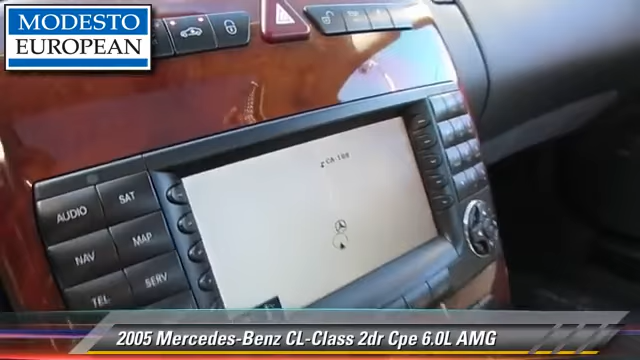 MODESTO
EUROPEAN
CA-108
AUDIO
SAT
NAV
MAP
TEL
SERV
2005 Mercedes-Benz CL-Class 2dr Cpe 6.0L AMG